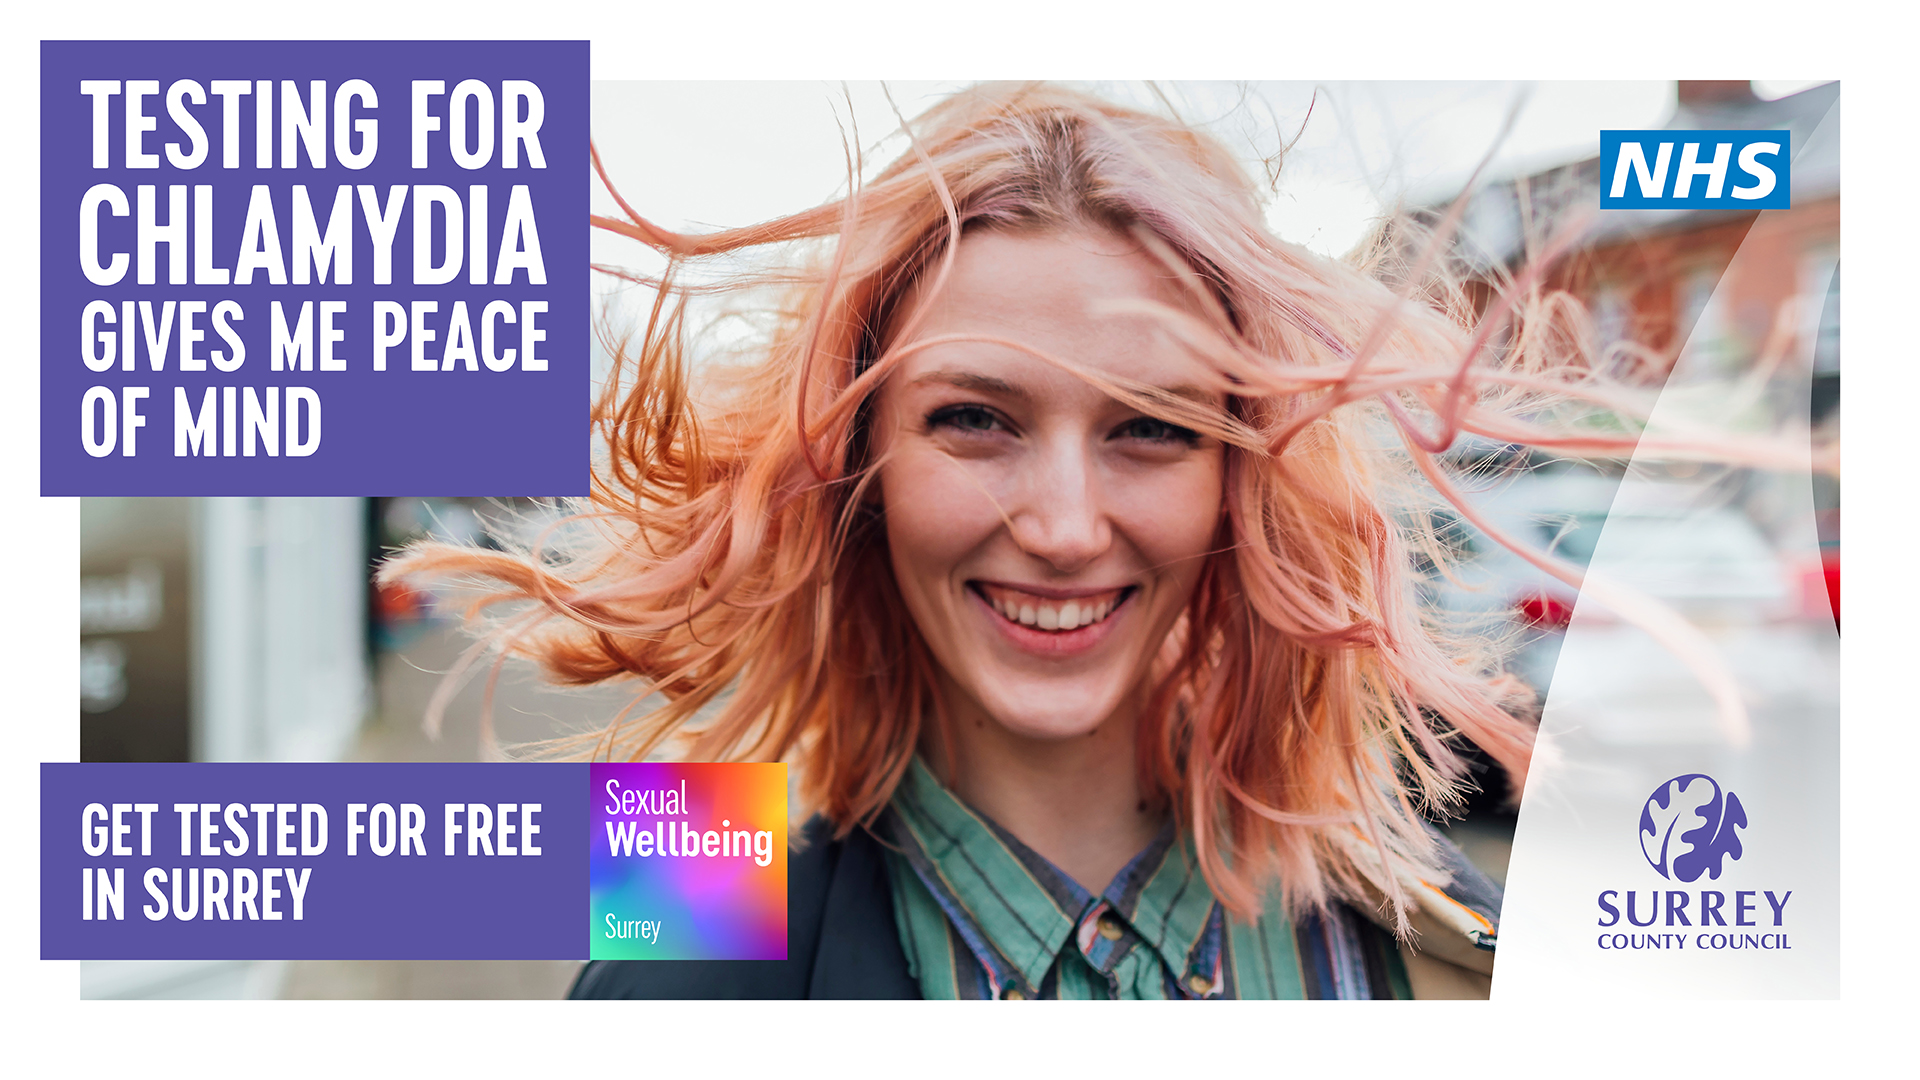 TESTING FOR
CHLAMYDIA
GIVES ME PEACE
OF MIND
NHS
GET TESTED FOR FREE
IN SURREY
Sexual
Wellbeing
Surrey
SURREY
COUNTY COUNCIL